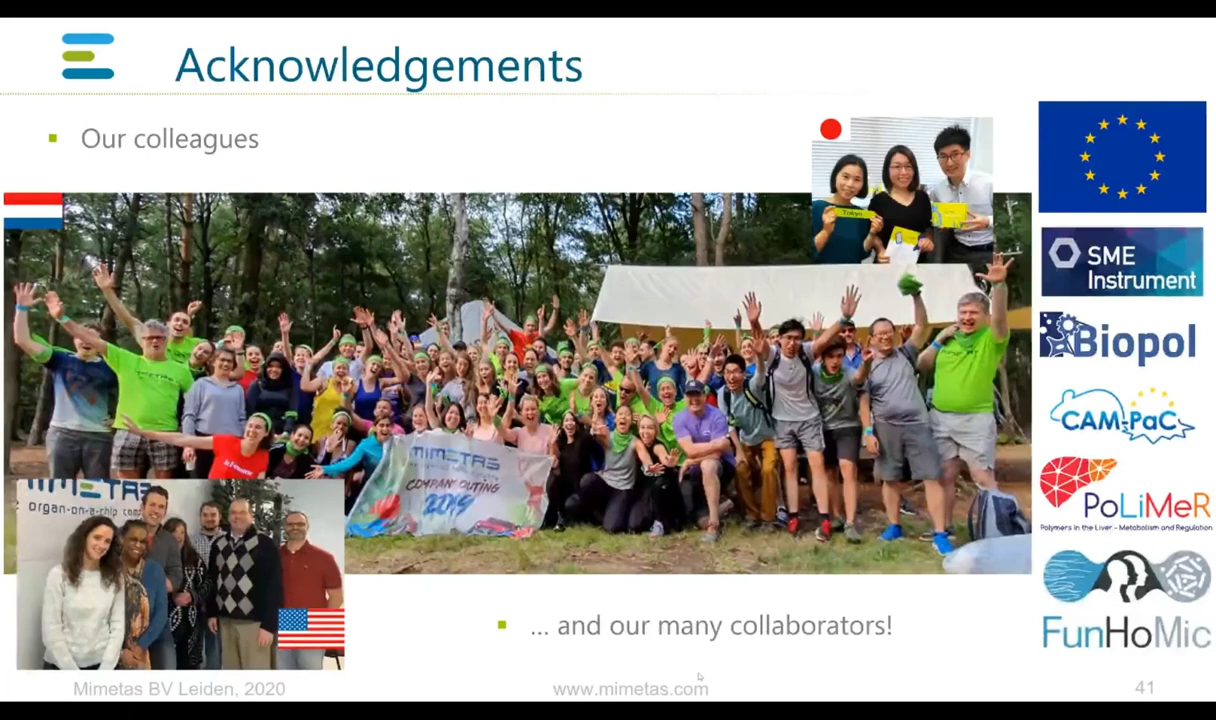 Acknowledgements
Our colleagues
Tokyo
SME
Instrument
Biopol
CAM-PaC
PoLiMeR
Polymers in the Liver - Metabolism and Regulation
FunHoMic
MIMETAS
COMPANY OUTING
2019
MIMETAS
organ-on-a-chip com
... and our many collaborators!
Mimetas BV Leiden, 2020
www.mimetas.com
41